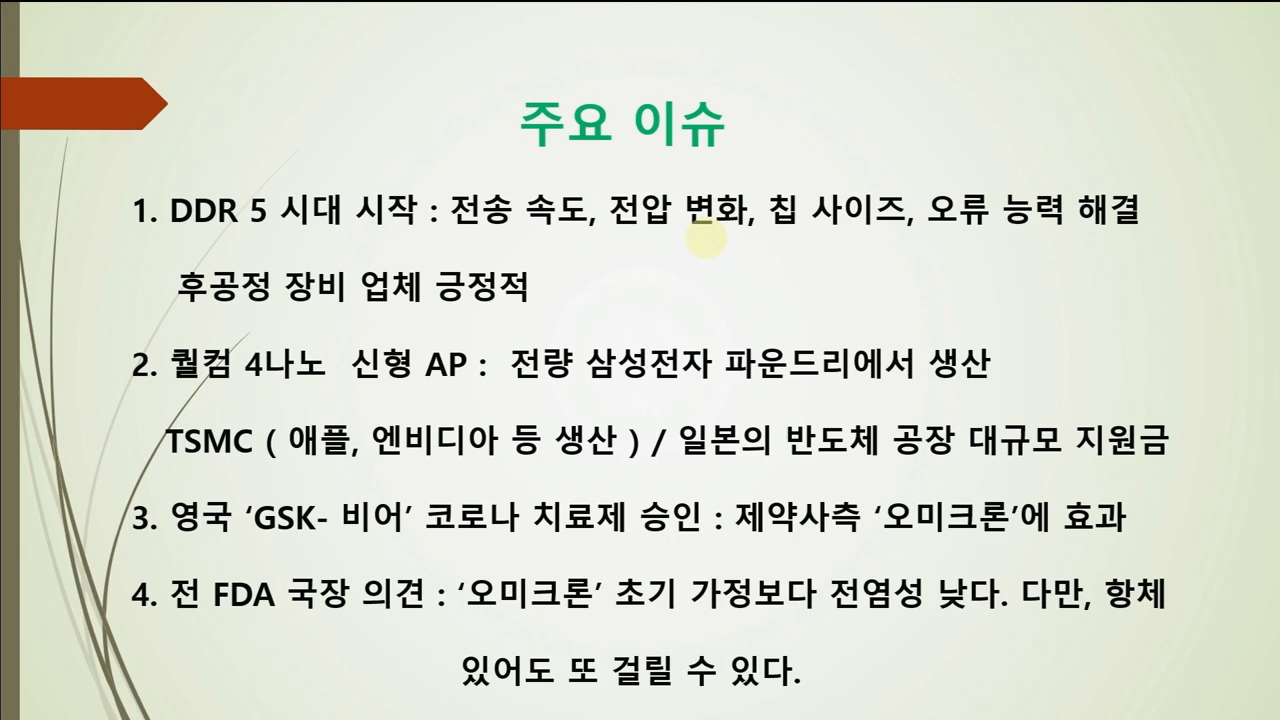 주요 이슈
1. DDR 5 시대 시작 : 전송 속도, 전압 변화, 칩 사이즈, 오류 능력 해결
후공정 장비 업체 긍정적
2. 퀄컴 4나노 신형 AP : 전량 삼성전자 파운드리에서 생산
TSMC ( 애플, 엔비디아 등 생산 ) / 일본의 반도체 공장 대규모 지원금
3. 영국 ‘GSK- 비어’ 코로나 치료제 승인 : 제약사측 ‘오미크론’에 효과
4. 전 FDA 국장 의견 : ‘오미크론’ 초기 가정보다 전염성 낮다. 다만, 항체
있어도 또 걸릴 수 있다.